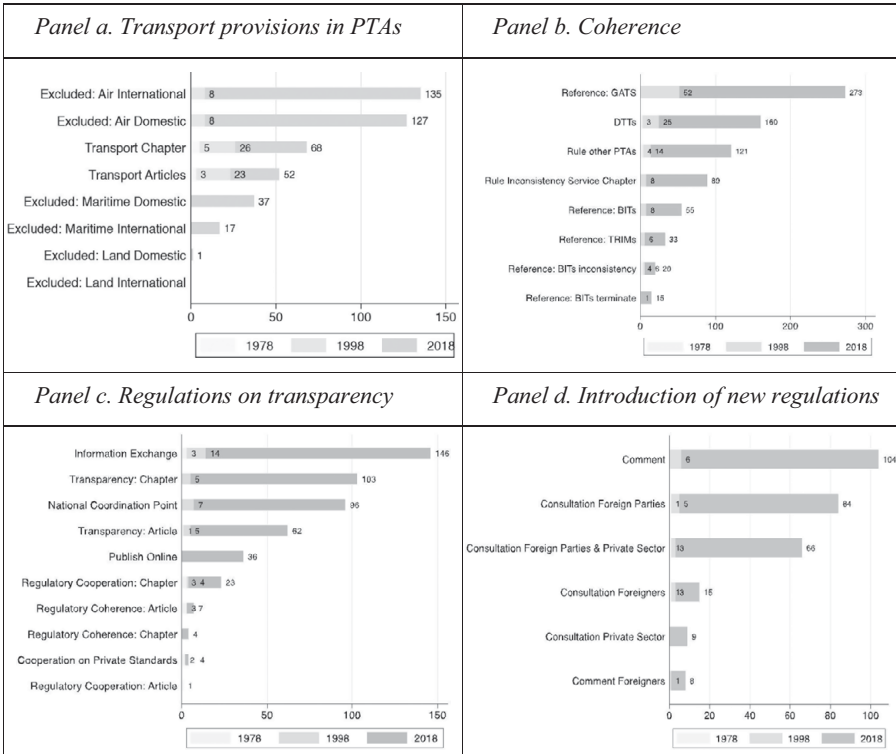 Panel a. Transport provisions in PTAs
Excluded: Air International 8 135
Excluded: Air Domestic 8 127
Transport Chapter 5 26 68
Transport Articles 3 23 52
Excluded: Maritime Domestic 37
Excluded: Maritime International 17
Excluded: Land Domestic 1
Excluded: Land International
0 50 100 150
1978 1998 2018
Panel b. Coherence
Reference: GATS 52 273
DTTs 3 25 160
Rule other PTAs 4 14 121
Rule Inconsistency Service Chapter 8 89
Reference: BITs 8 55
Reference: TRIMs 6 33
Reference: BITs inconsistency 4 6 20
Reference: BITs terminate 1 15
0 100 200 300
1978 1998 2018
Panel c. Regulations on transparency
Information Exchange 3 14 146
Transparency: Chapter 5 103
National Coordination Point 7 96
Transparency: Article 1 5 62
Publish Online 36
Regulatory Cooperation: Chapter 3 4 23
Regulatory Coherence: Article 3 7
Regulatory Coherence: Chapter 4
Cooperation on Private Standards 2 4
Regulatory Cooperation: Article 1
0 50 100 150
1978 1998 2018
Panel d. Introduction of new regulations
Comment 6 104
Consultation Foreign Parties 1 5 84
Consultation Foreign Parties & Private Sector 13 66
Consultation Foreigners 13 15
Consultation Private Sector 9
Comment Foreigners 1 8
0 20 40 60 80 100
1978 1998 2018